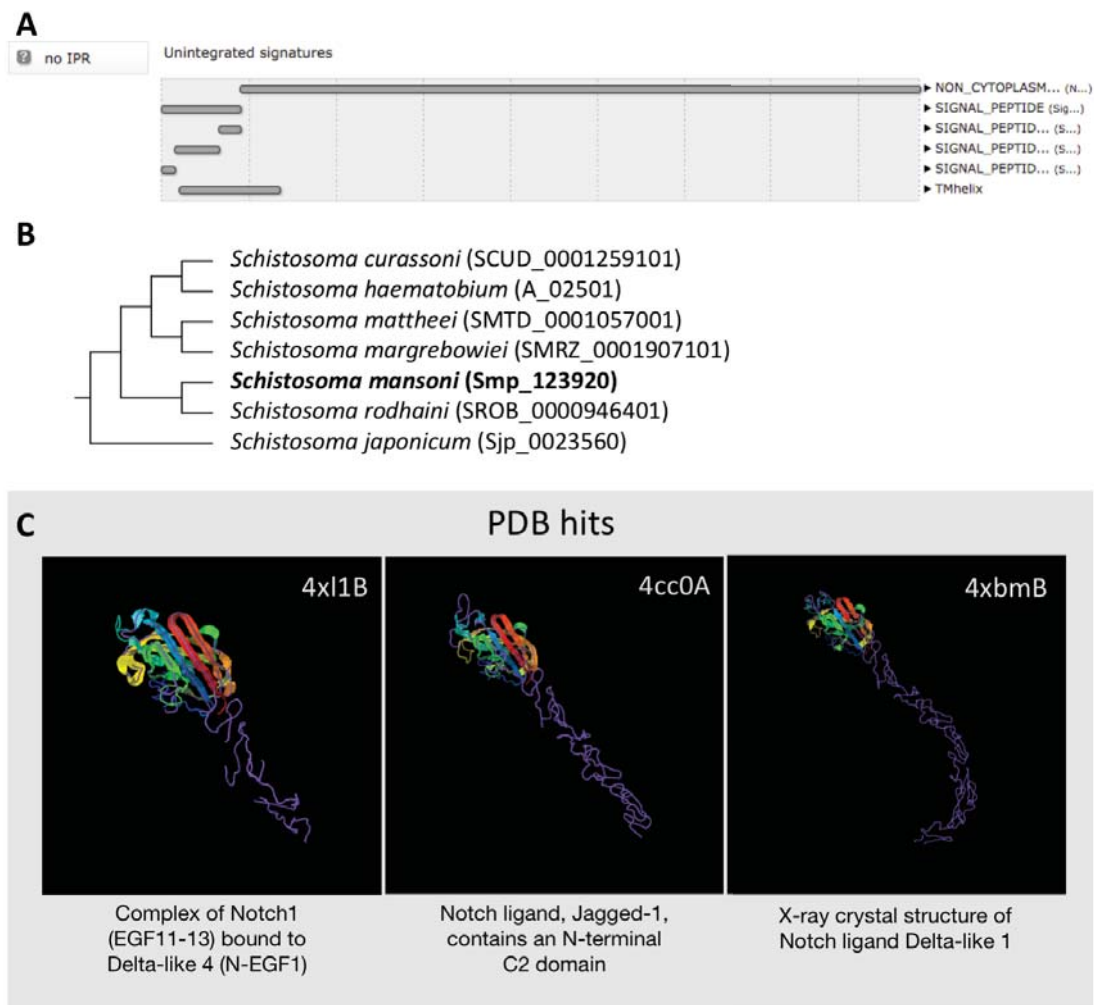 A
no IPR
Unintegrated signatures
NON_CYTOPLASM... (N...)
SIGNAL_PEPTIDE (Sig...)
SIGNAL_PEPTID... (S...)
SIGNAL_PEPTID... (S...)
SIGNAL_PEPTID... (S...)
TMhelix
B
Schistosoma curassoni (SCUD_0001259101)
Schistosoma haematobium (A_02501)
Schistosoma mattheei (SMTD_0001057001)
Schistosoma margrebowiei (SMRZ_0001907101)
Schistosoma mansoni (Smp_123920)
Schistosoma rodhaini (SROB_0000946401)
Schistosoma japonicum (Sjp_0023560)
C
PDB hits
4xl1B
4cc0A
4xbmB
Complex of Notch1
(EGF11-13) bound to
Delta-like 4 (N-EGF1)
Notch ligand, Jagged-1,
contains an N-terminal
C2 domain
X-ray crystal structure of
Notch ligand Delta-like 1